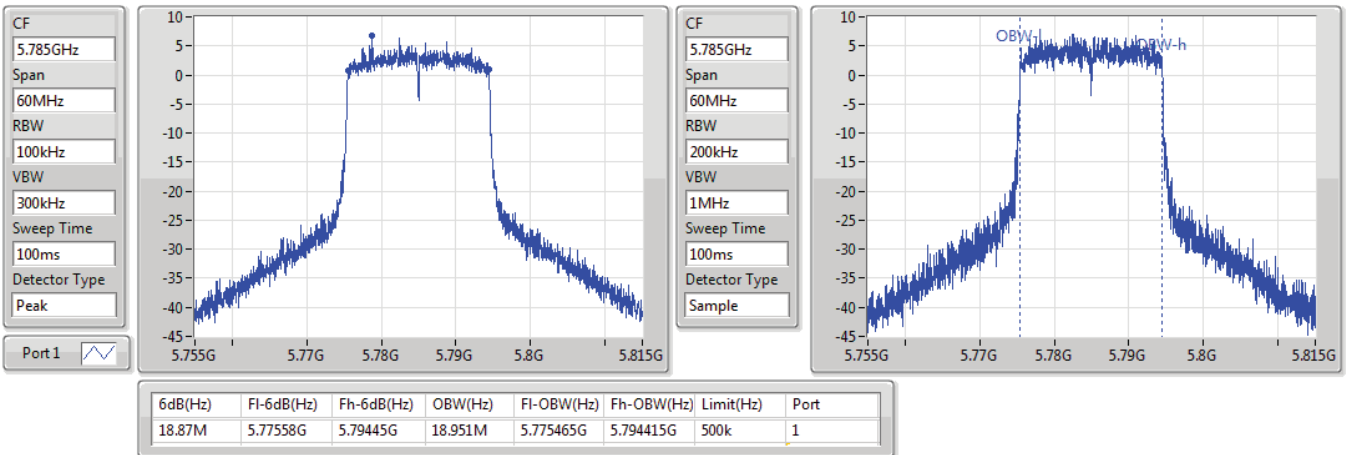 CF
5.785GHz
Span
60MHz
RBW
100kHz
VBW
300kHz
Sweep Time
100ms
Detector Type
Peak
Port 1
10
5
0
-5
-10
-15
-20
-25
-30
-35
-40
-45
5.755G 5.77G 5.78G 5.79G 5.8G 5.815G
CF
5.785GHz
Span
60MHz
RBW
200kHz
VBW
1MHz
Sweep Time
100ms
Detector Type
Sample
10
5
0
-5
-10
-15
-20
-25
-30
-35
-40
-45
OBW-l
OBW-h
5.755G 5.77G 5.78G 5.79G 5.8G 5.815G
6dB(Hz) Fl-6dB(Hz) Fh-6dB(Hz) OBW(Hz) Fl-OBW(Hz) Fh-OBW(Hz) Limit(Hz) Port
18.87M 5.77558G 5.79445G 18.951M 5.775465G 5.794415G 500k 1